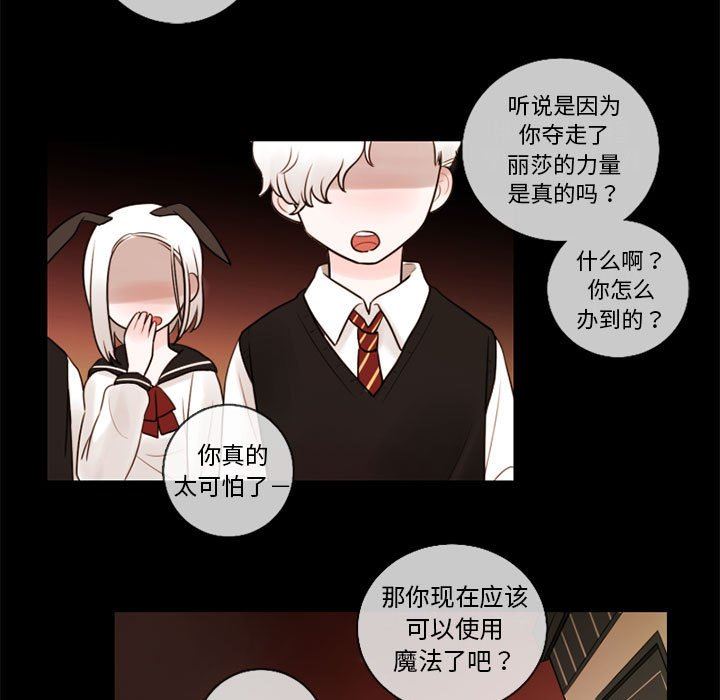 听说是因为
你夺走了
丽莎的力量
是真的吗？
什么啊？
你怎么
办到的？
你真的
太可怕了—
那你现在应该
可以使用
魔法了吧？